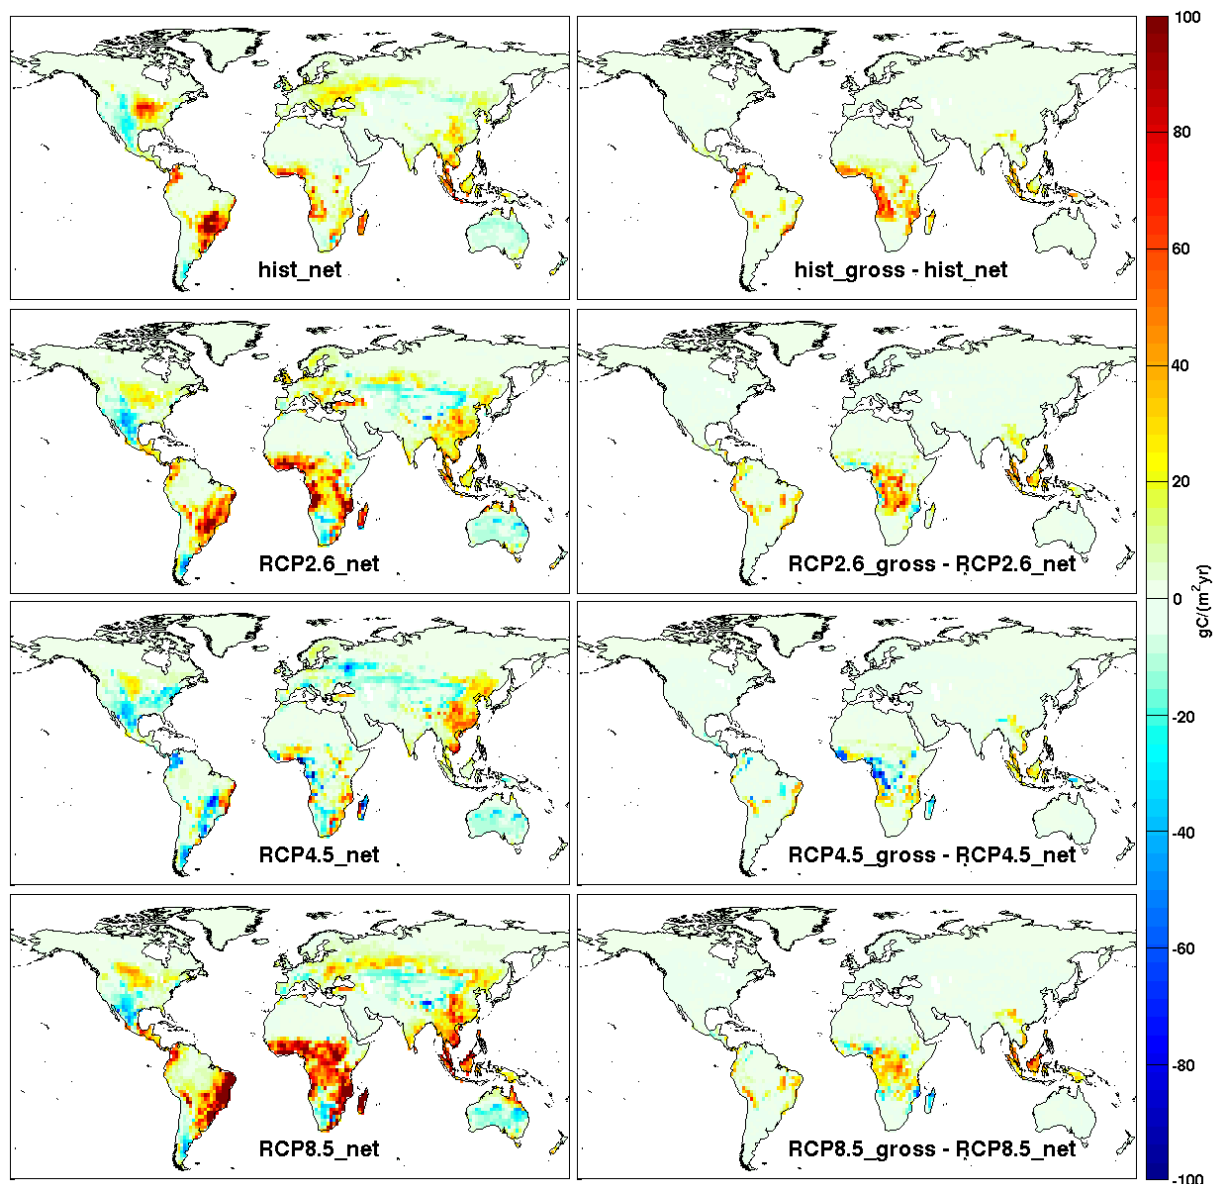 hist_net
hist_gross - hist_net
RCP2.6_net
RCP2.6_gross - RCP2.6_net
RCP4.5_net
RCP4.5_gross - RCP4.5_net
RCP8.5_net
RCP8.5_gross - RCP8.5_net
100
80
60
40
20
0
-20
-40
-60
-80
-100
gC/(m²yr)